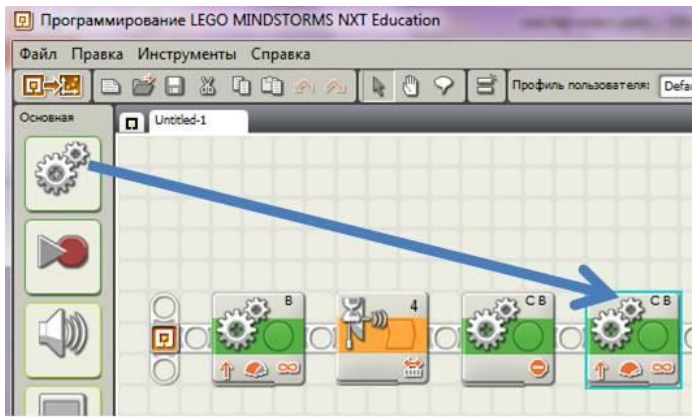 Программирование LEGO MINDSTORMS NXT Education
Файл Правка Инструменты Справка
Профиль пользователя: Defa
Основная
Untitled-1
B
4
C B
C B